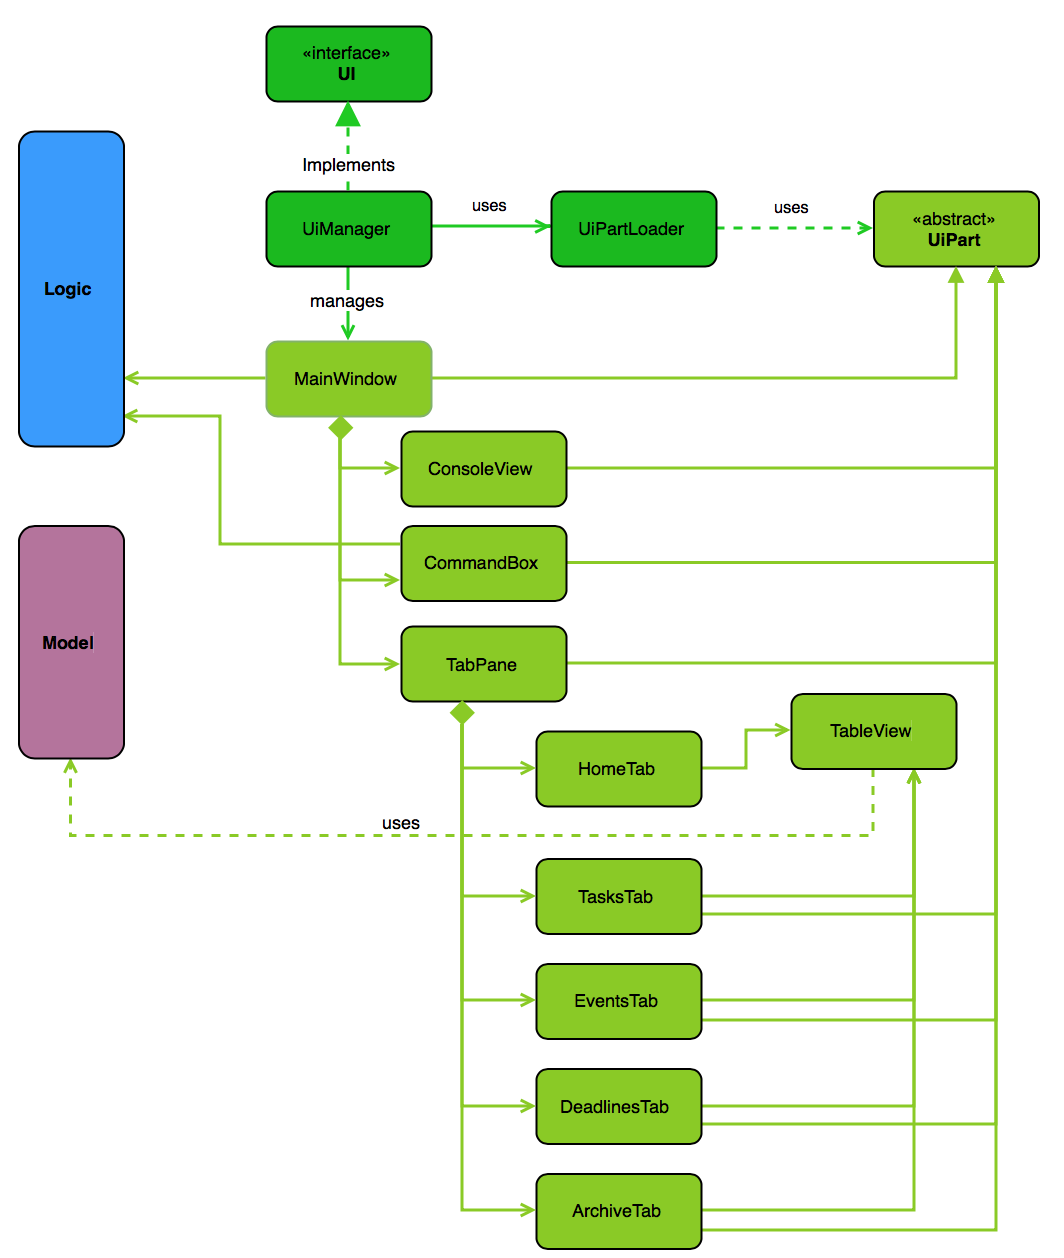 «interface»
UI
Implements
UiManager
uses
UiPartLoader
uses
«abstract»
UiPart
Logic
manages
MainWindow
ConsoleView
CommandBox
Model
TabPane
TableView
HomeTab
uses
TasksTab
EventsTab
DeadlinesTab
ArchiveTab